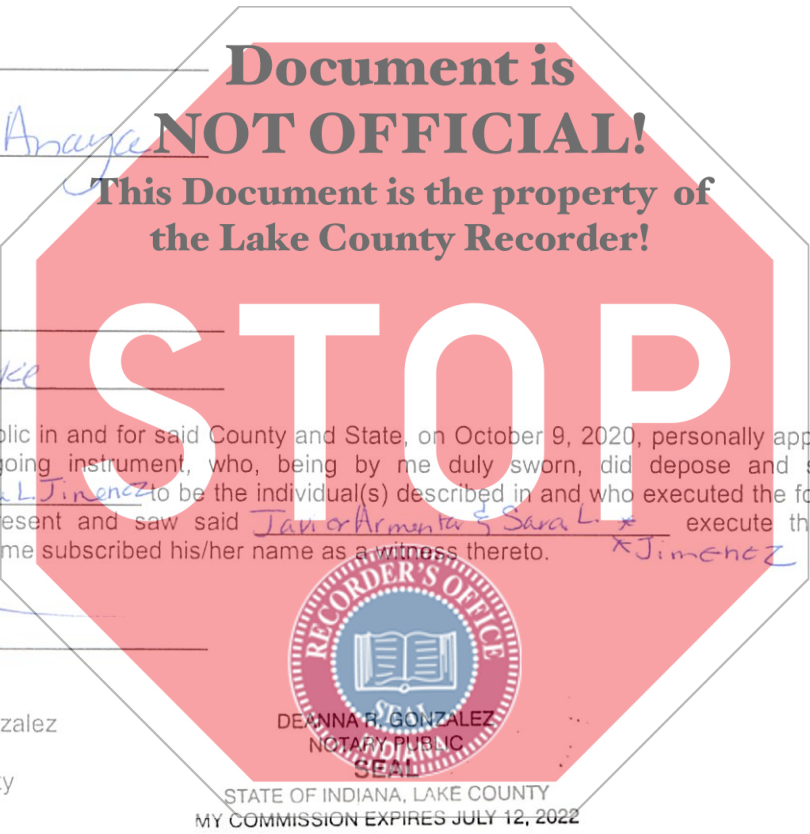 Document is
Anaya NOT OFFICIAL!
This Document is the property of
the Lake County Recorder!
STOP
blic in and for said County and State, on October 9, 2020, personally app
going instrument, who, being by me duly sworn, did depose and s
L. Jimenez to be the individual(s) described in and who executed the fo
esent and saw said Javior Armenta & Sara L. * execute th
me subscribed his/her name as a witness thereto. *Jimenez
RECORDER'S OFFICE
SEAL
INDIANA
zalez
DEANNA R. GONZALEZ
NOTARY PUBLIC
SEAL
ty
STATE OF INDIANA, LAKE COUNTY
MY COMMISSION EXPIRES JULY 12, 2022